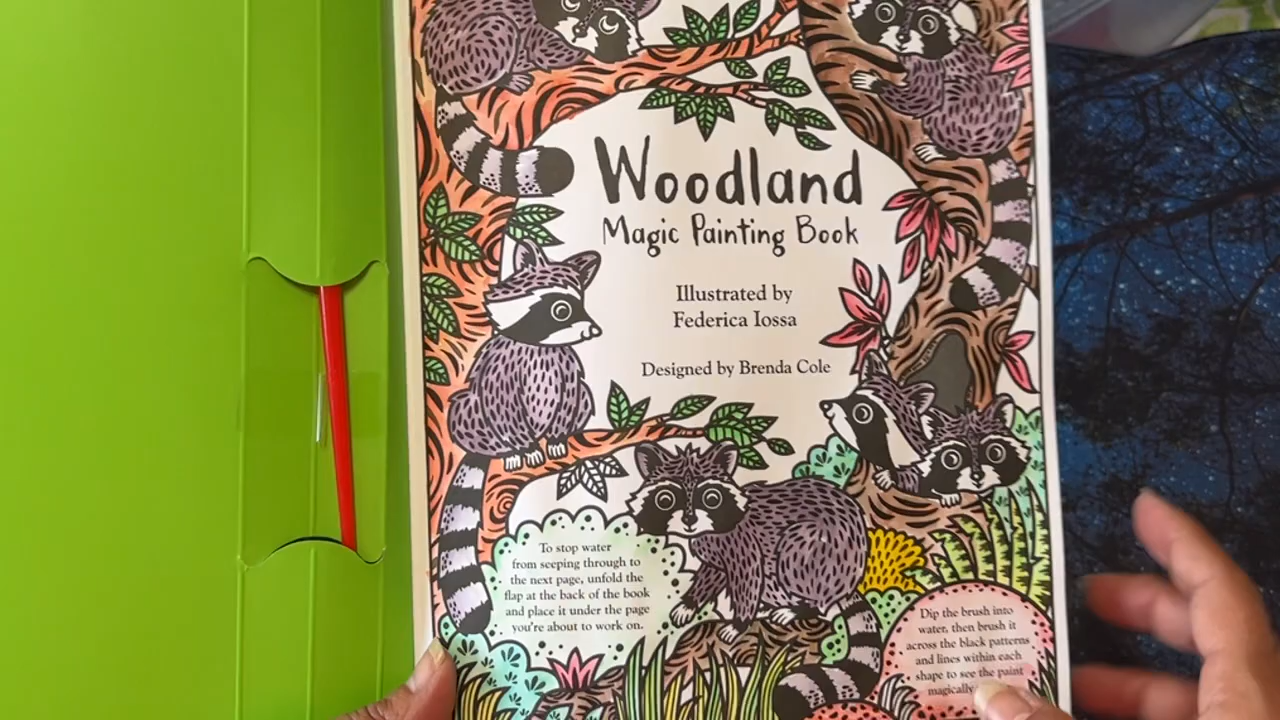 Woodland
Magic Painting Book
Illustrated by
Federica Iossa
Designed by Brenda Cole
To stop water
from seeping through to
the next page, unfold the
flap at the back of the book
and place it under the page
you're about to work on.
Dip the brush into
water, then brush it
across the black patterns
and lines within each
shape to see the paint
magically